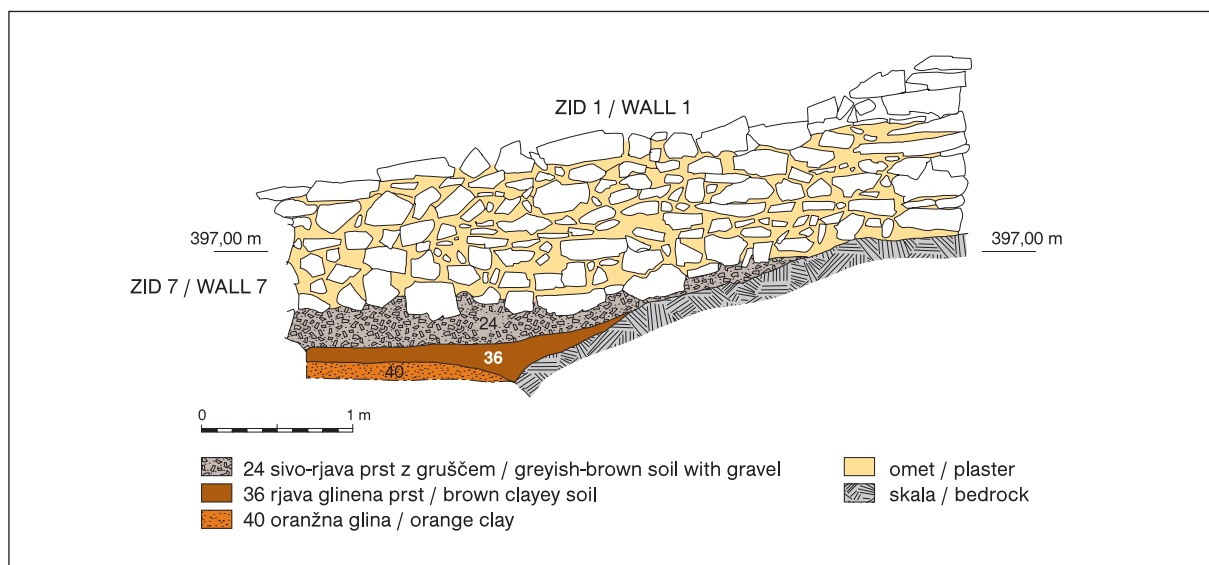 ZID 1 / WALL 1
397,00 m
397,00 m
ZID 7 / WALL 7
24
36
40
0 1 m
24 sivo-rjava prst z gruščem / greyish-brown soil with gravel
36 rjava glinena prst / brown clayey soil
40 oranžna glina / orange clay
omet / plaster
skala / bedrock